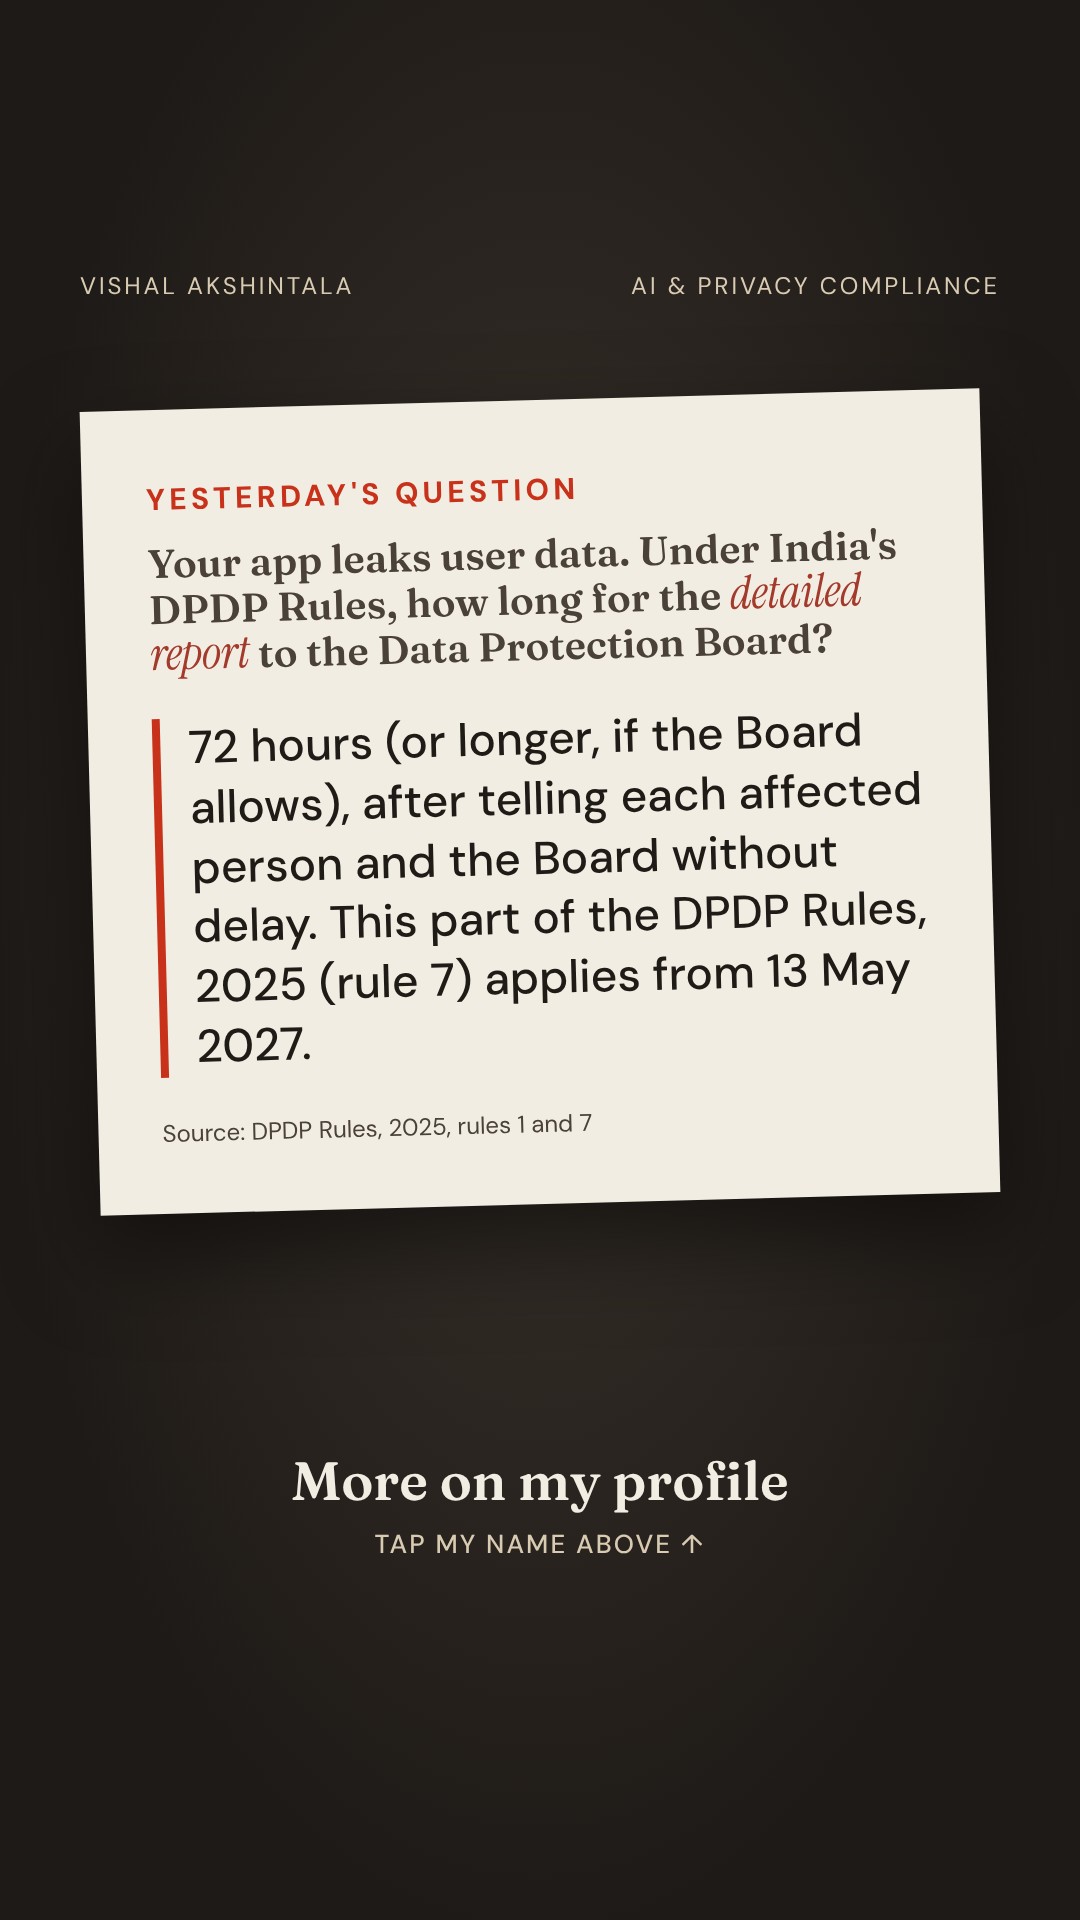 VISHAL AKSHINTALA
AI & PRIVACY COMPLIANCE
YESTERDAY'S QUESTION
Your app leaks user data. Under India's
DPDP Rules, how long for the detailed
report to the Data Protection Board?
72 hours (or longer, if the Board
allows), after telling each affected
person and the Board without
delay. This part of the DPDP Rules,
2025 (rule 7) applies from 13 May
2027.
Source: DPDP Rules, 2025, rules 1 and 7
More on my profile
TAP MY NAME ABOVE ↑